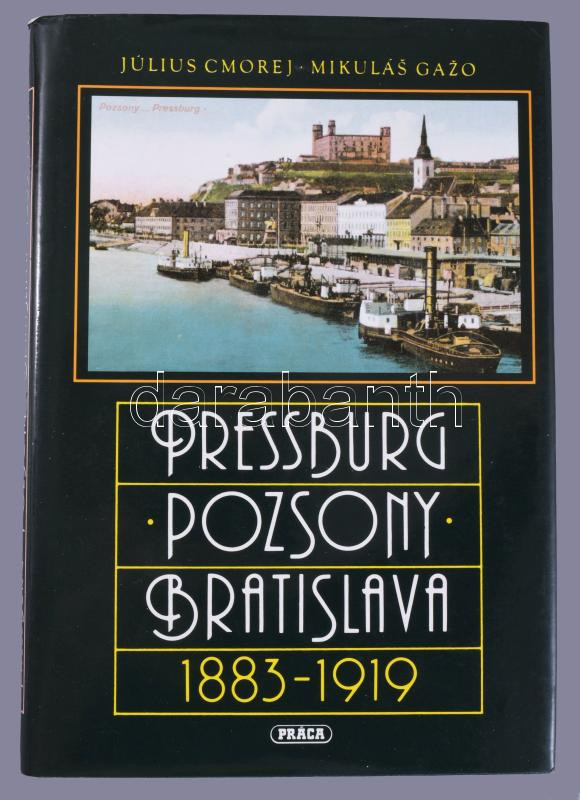 JÚLIUS CMOREJ · MIKULÁŠ GAŽO
Pozsony... Pressburg.
darabanth
PRESSBURG
· POZSONY ·
BRATISLAVA
1883-1919
PRÁCA